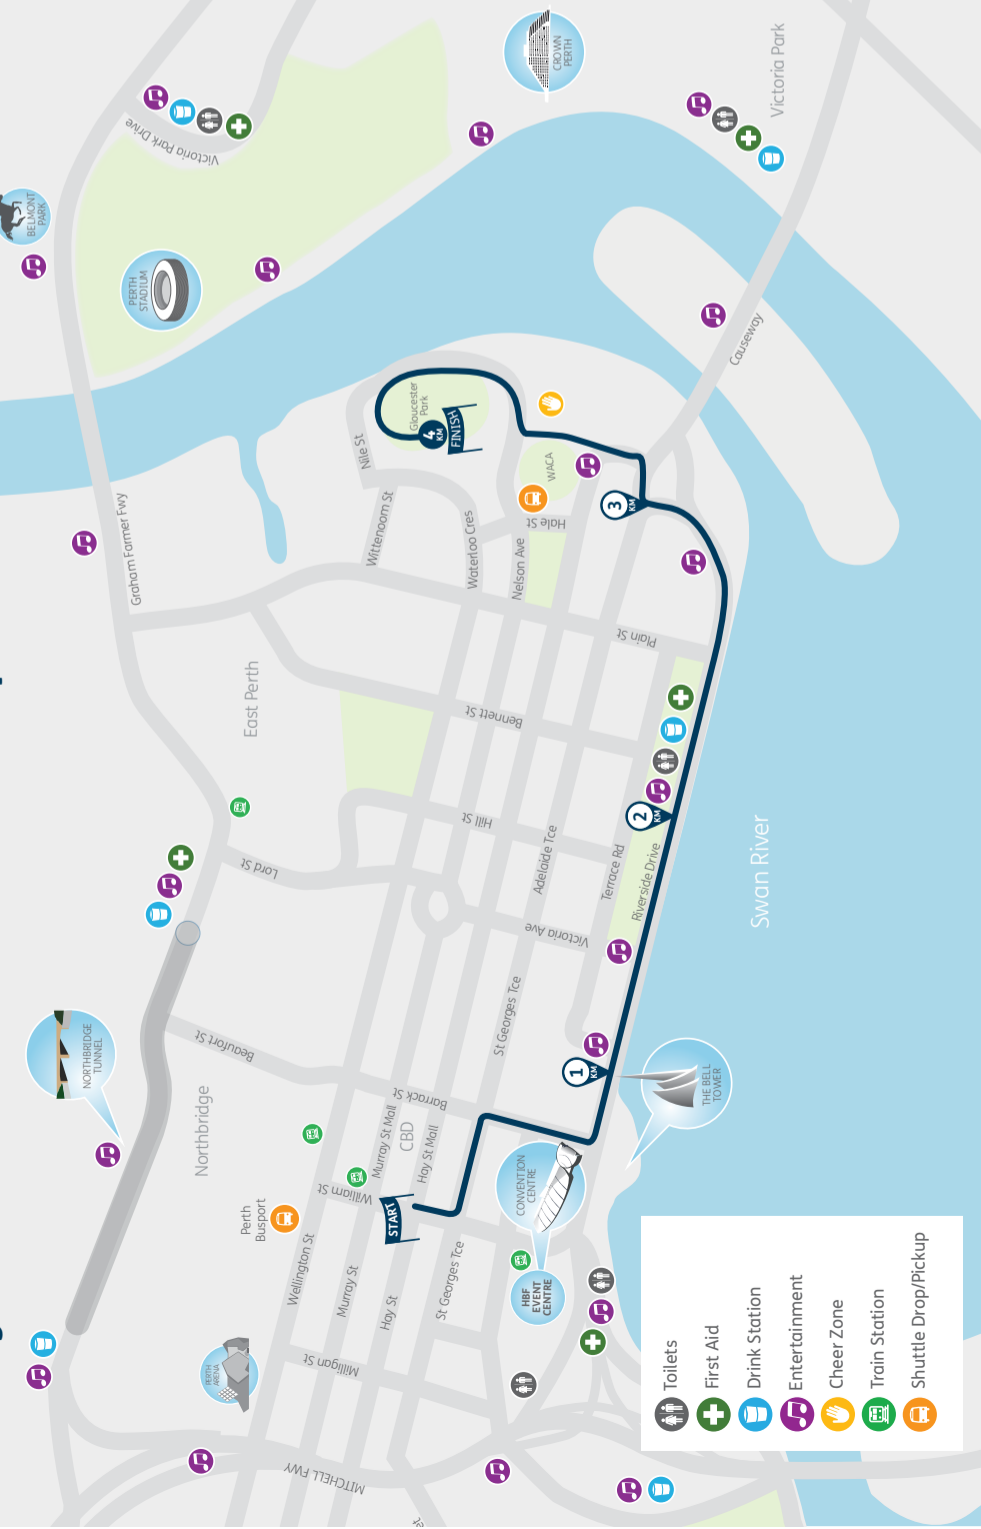 Victoria Park Drive
BELMONT
PARK
PERTH
STADIUM
CROWN
PERTH
Victoria Park
Causeway
Graham Farmer Fwy
Nile St
Gloucester
Park
4
KM
FINISH
WACA
Hale St
3
KM
Wittenoom St
Waterloo Cres
Nelson Ave
Plain St
East Perth
Bennett St
Hill St
Adelaide Tce
Terrace Rd
Riverside Drive
2
KM
Lord St
Victoria Ave
Swan River
St Georges Tce
NORTHBRIDGE
TUNNEL
Beaufort St
Northbridge
1
KM
THE BELL
TOWER
Barrack St
Murray St Mall
CBD
Hay St Mall
William St
START
CONVENTION
CENTRE
Perth
Busport
Wellington St
Murray St
Hay St
St Georges Tce
HBF
EVENT
CENTRE
PERTH
ARENA
Milligan St
MITCHELL FWY
Toilets
First Aid
Drink Station
Entertainment
Cheer Zone
Train Station
Shuttle Drop/Pickup